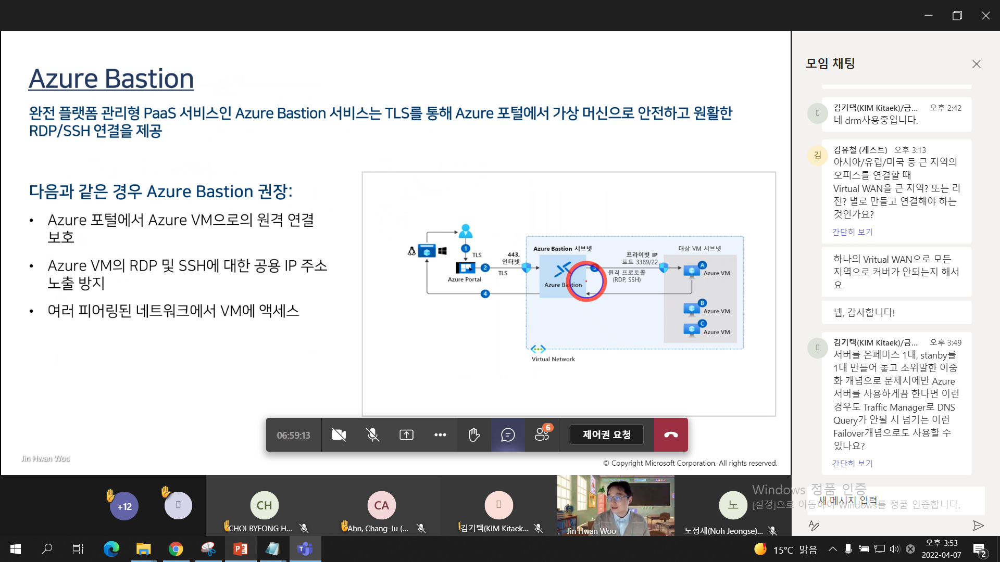 Azure Bastion
완전 플랫폼 관리형 PaaS 서비스인 Azure Bastion 서비스는 TLS를 통해 Azure 포털에서 가상 머신으로 안전하고 원활한
RDP/SSH 연결을 제공
다음과 같은 경우 Azure Bastion 권장:
• Azure 포털에서 Azure VM으로의 원격 연결
보호
• Azure VM의 RDP 및 SSH에 대한 공용 IP 주소
노출 방지
• 여러 피어링된 네트워크에서 VM에 액세스
1
TLS
Azure Portal
2
443,
인터넷
TLS
Azure Bastion 서브넷
Azure Bastion
프라이빗 IP
포트 3389/22
원격 프로토콜
(RDP, SSH)
4
대상 VM 서브넷
A
Azure VM
B
Azure VM
C
Azure VM
Virtual Network
06:59:13
6
제어권 요청
Jin Hwan Woo
© Copyright Microsoft Corporation. All rights reserved.
+12
CH
CHOI BYEONG H...
CA
Ahn, Chang-Ju (...
김기택(KIM Kitaek...
Jin Hwan Woo
노
노정세(Noh Jeongse)...
모임 채팅
김기택(KIM Kitaek)/금... 오후 2:42
네 drm사용중입니다.
김
김유철 (게스트) 오후 3:13
아시아/유럽/미국 등 큰 지역의
오피스를 연결할 때
Virtual WAN을 큰 지역? 또는 리
전? 별로 만들고 연결해야 하는
것인가요?
간단히 보기
하나의 Vritual WAN으로 모든
지역으로 커버가 안되는지 해서
요
넵, 감사합니다!
김기택(KIM Kitaek)/금... 오후 3:49
서버를 온페미스 1대, stanby를
1대 만들어 놓고 소위말한 이중
화 개념으로 문제시에만 Azure
서버를 사용하게끔 한다면 이런
경우도 Traffic Manager로 DNS
Query가 안될 시 넘기는 이런
Failover개념으로도 사용할 수
있나요?
간단히 보기
Windows 정품 인증
[설정]으로 이동하여 Windows를 정품 인증합니다.
새 메시지 입력
15°C 맑음
오후 3:53
2022-04-07
2